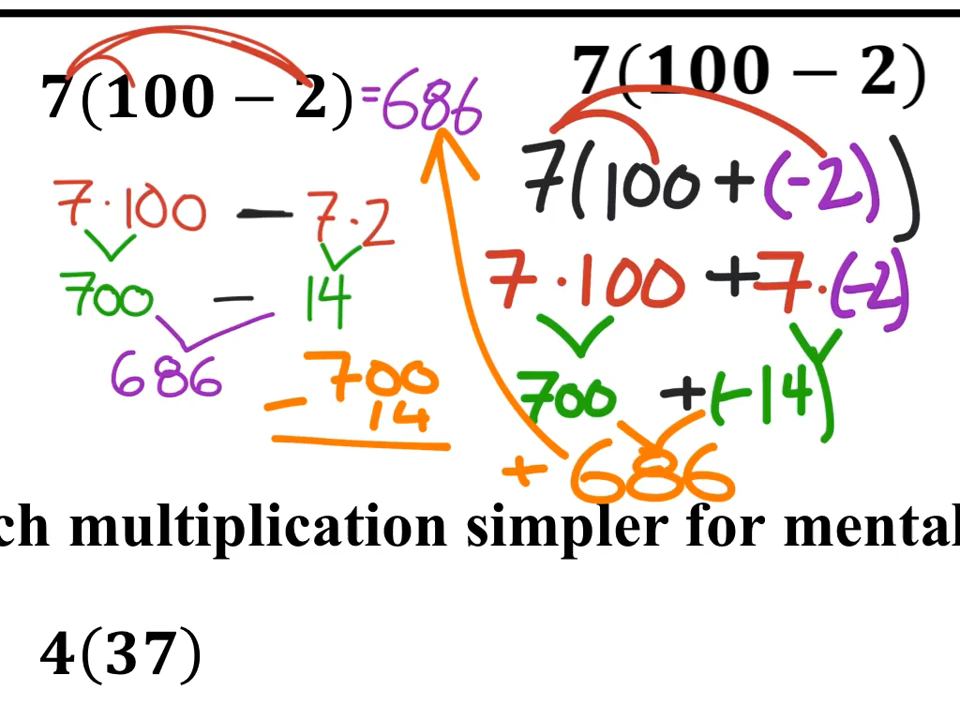 7(100 − 2) =686
7·100 − 7·2
700 − 14
686
− 700
14
7(100 − 2)
7(100 + (-2))
7·100 + 7·(-2)
700 + (-14)
+ 686
ch multiplication simpler for mental
4(37)